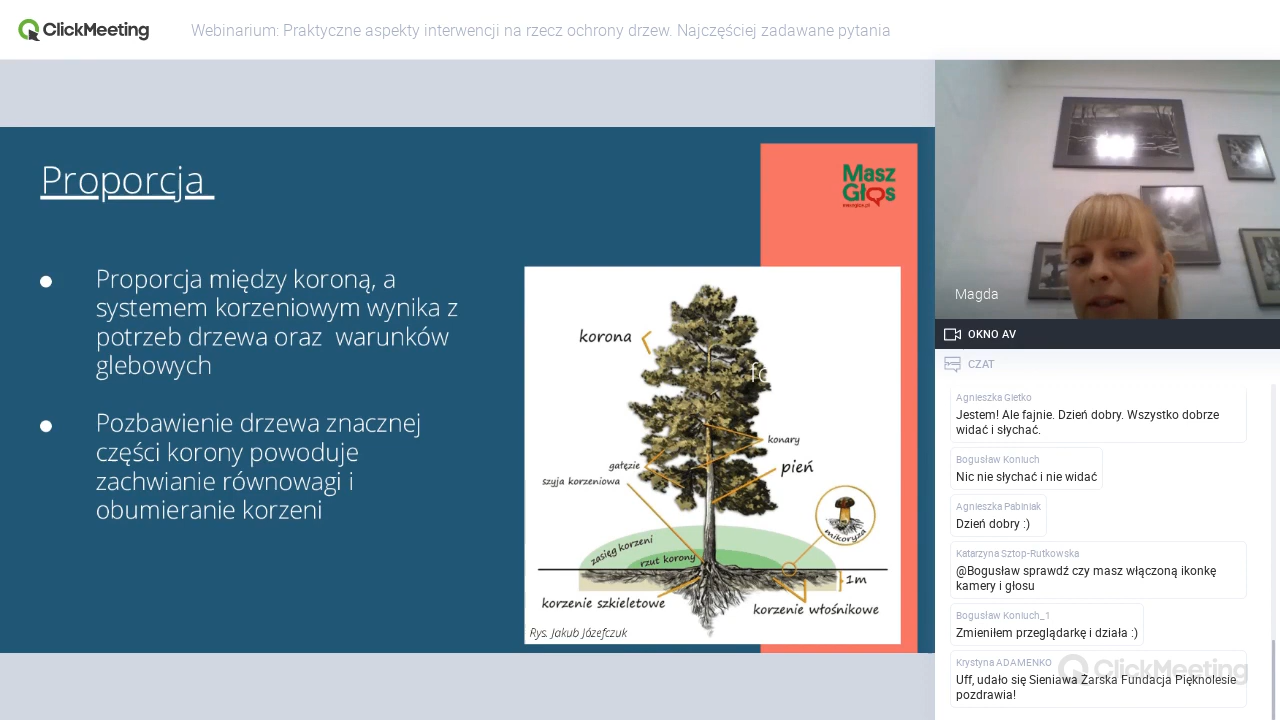 ClickMeeting
Webinarium: Praktyczne aspekty interwencji na rzecz ochrony drzew. Najczęściej zadawane pytania
Proporcja
Masz
Głos
Proporcja między koroną, a
systemem korzeniowym wynika z
potrzeb drzewa oraz warunków
glebowych
Pozbawienie drzewa znacznej
części korony powoduje
zachwianie równowagi i
obumieranie korzeni
korona
fo
konary
gałęzie
pień
szyja korzeniowa
mikoryza
zasięg korzeni
rzut korony
1m
korzenie szkieletowe
korzenie włośnikowe
Rys. Jakub Józefczuk
Magda
OKNO AV
CZAT
Agnieszka Gletko
Jestem! Ale fajnie. Dzień dobry. Wszystko dobrze
widać i słychać.
Bogusław Koniuch
Nic nie słychać i nie widać
Agnieszka Pabiniak
Dzień dobry :)
Katarzyna Sztop-Rutkowska
@Bogusław sprawdź czy masz włączoną ikonkę
kamery i głosu
Bogusław Koniuch_1
Zmieniłem przeglądarkę i działa :)
Krystyna ADAMENKO
Uff, udało się Sieniawa Żarska Fundacja Pięknolesie
pozdrawia!
ClickMeeting